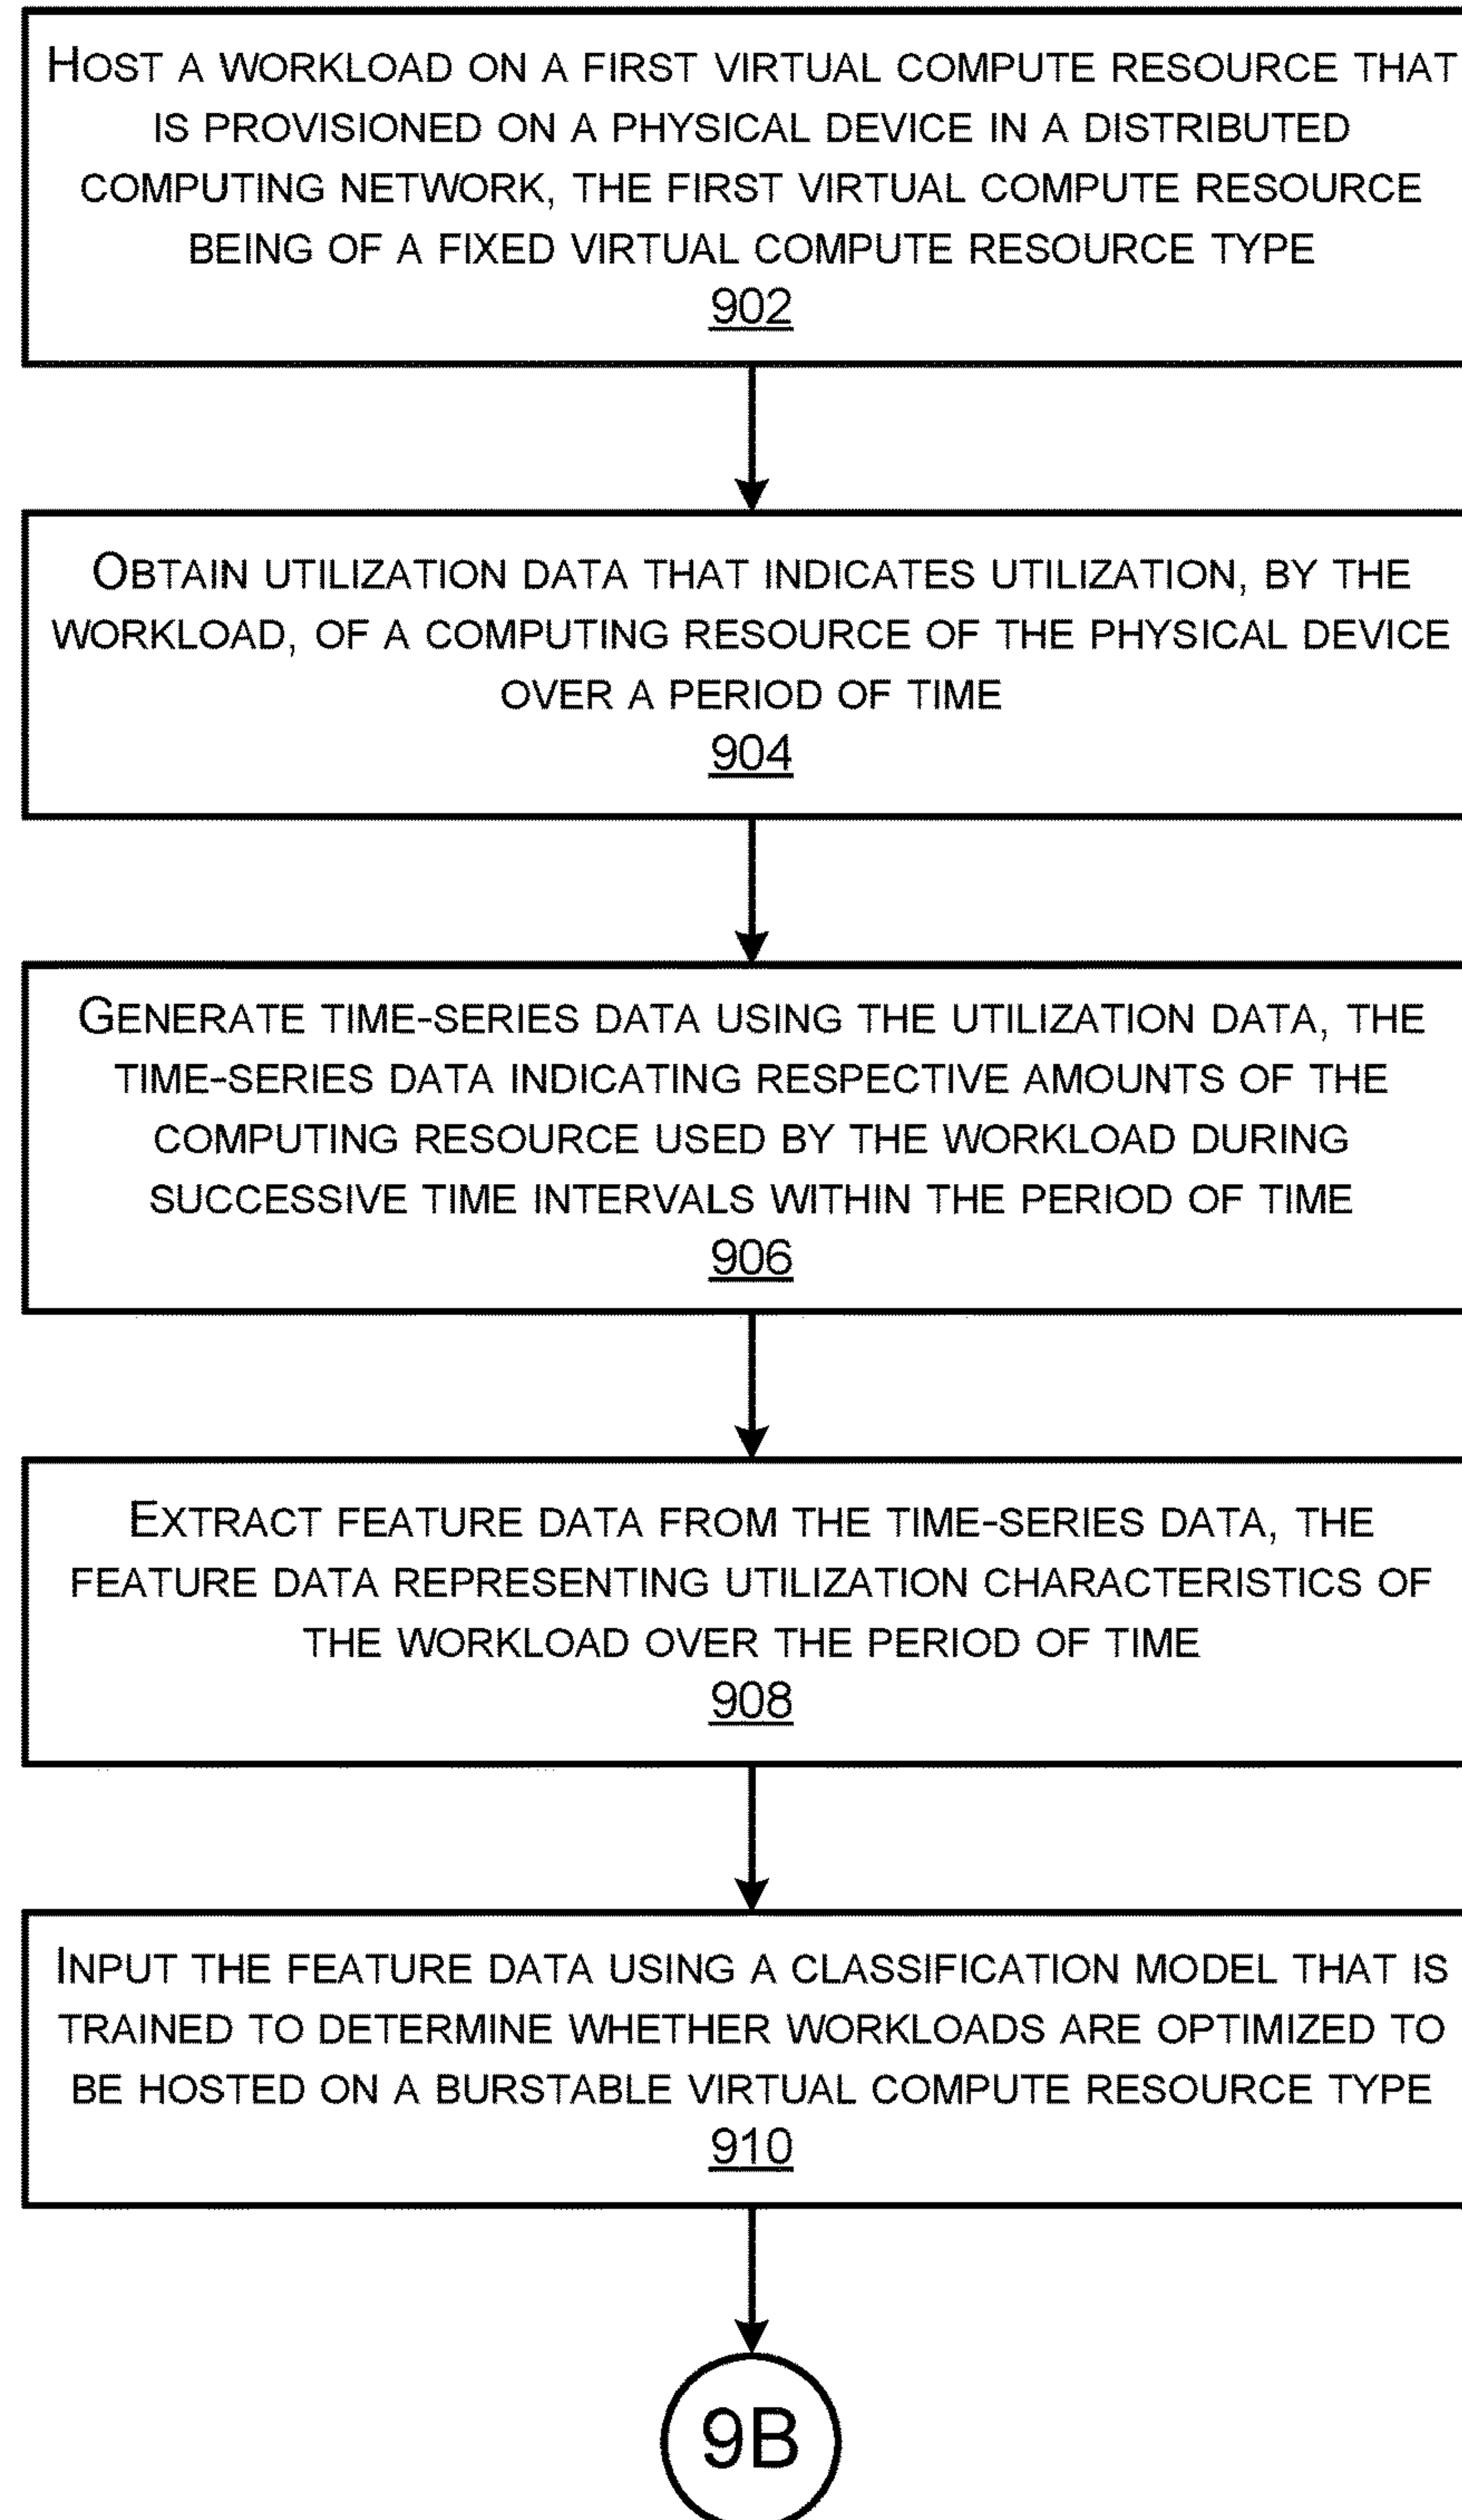 HOST A WORKLOAD ON A FIRST VIRTUAL COMPUTE RESOURCE THAT
IS PROVISIONED ON A PHYSICAL DEVICE IN A DISTRIBUTED
COMPUTING NETWORK, THE FIRST VIRTUAL COMPUTE RESOURCE
BEING OF A FIXED VIRTUAL COMPUTE RESOURCE TYPE
902
OBTAIN UTILIZATION DATA THAT INDICATES UTILIZATION, BY THE
WORKLOAD, OF A COMPUTING RESOURCE OF THE PHYSICAL DEVICE
OVER A PERIOD OF TIME
904
GENERATE TIME-SERIES DATA USING THE UTILIZATION DATA, THE
TIME-SERIES DATA INDICATING RESPECTIVE AMOUNTS OF THE
COMPUTING RESOURCE USED BY THE WORKLOAD DURING
SUCCESSIVE TIME INTERVALS WITHIN THE PERIOD OF TIME
906
EXTRACT FEATURE DATA FROM THE TIME-SERIES DATA, THE
FEATURE DATA REPRESENTING UTILIZATION CHARACTERISTICS OF
THE WORKLOAD OVER THE PERIOD OF TIME
908
INPUT THE FEATURE DATA USING A CLASSIFICATION MODEL THAT IS
TRAINED TO DETERMINE WHETHER WORKLOADS ARE OPTIMIZED TO
BE HOSTED ON A BURSTABLE VIRTUAL COMPUTE RESOURCE TYPE
910
9B